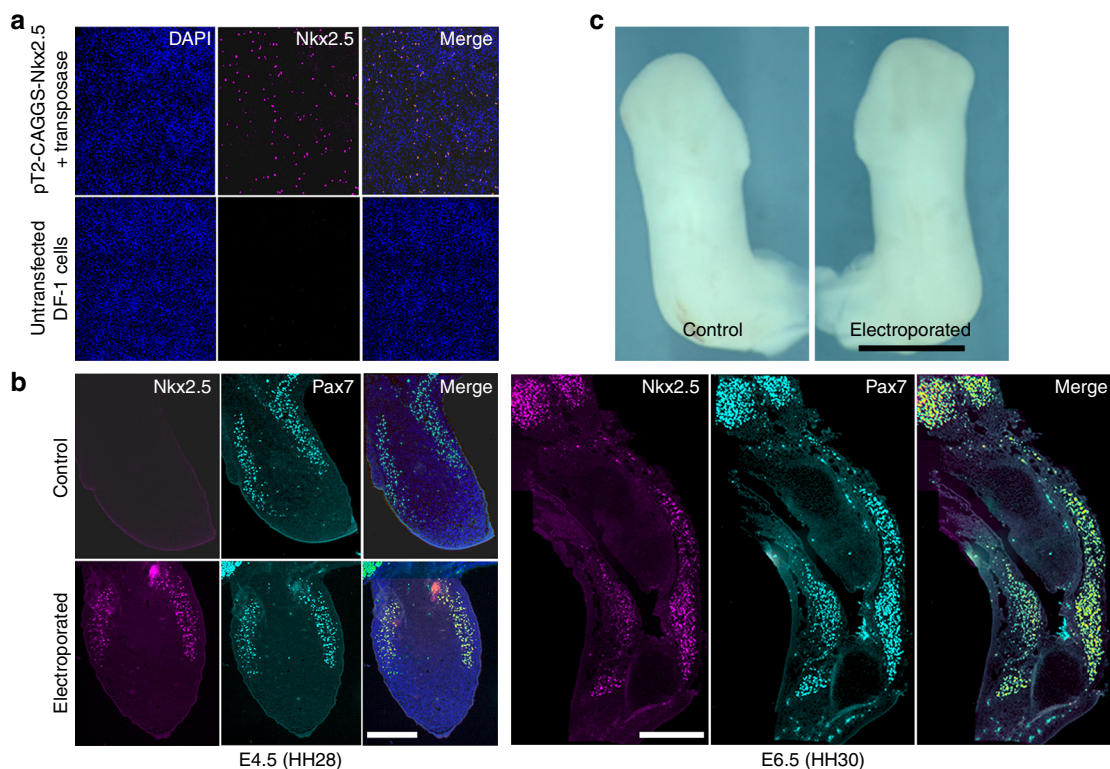 a
DAPI
Nkx2.5
Merge
pT2-CAGGS-Nkx2.5
+ transposase
Untransfected
DF-1 cells
c
Control
Electroporated
b
Nkx2.5
Pax7
Merge
Control
Electroporated
E4.5 (HH28)
Nkx2.5
Pax7
Merge
E6.5 (HH30)